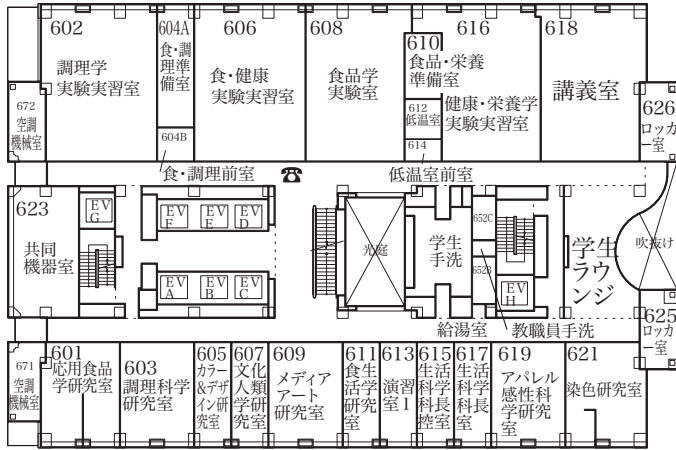 602
調理学
実験実習室
604A
食・調
理準
備室
604B
606
食・健康
実験実習室
608
食品学
実験室
610
食品・栄養
準備室
612
低温室
614
616
健康・栄養学
実験実習室
618
講義室
626
ロッカ
ー室
672
空調
機械室
食・調理前室
☎
低温室前室
623
共同
機器室
EV
G
EV
F
EV
E
EV
D
EV
A
EV
B
EV
C
光庭
学生
手洗
652C
652B
EV
H
学生
ラウ
ンジ
吹抜け
給湯室
教職員手洗
625
ロッカ
ー室
671
空調
機械室
601
応用食品
学研究室
603
調理科学
研究室
605
カラー
&デザ
イン研
究室
607
文化
人類
学研
究室
609
メディア
アート
研究室
611
食生
活学
研究
室
613
演習
室1
615
生活
科学
科長
控室
617
生活
科学
科長
室
619
アパレル
感性科
学研究
室
621
染色研究室